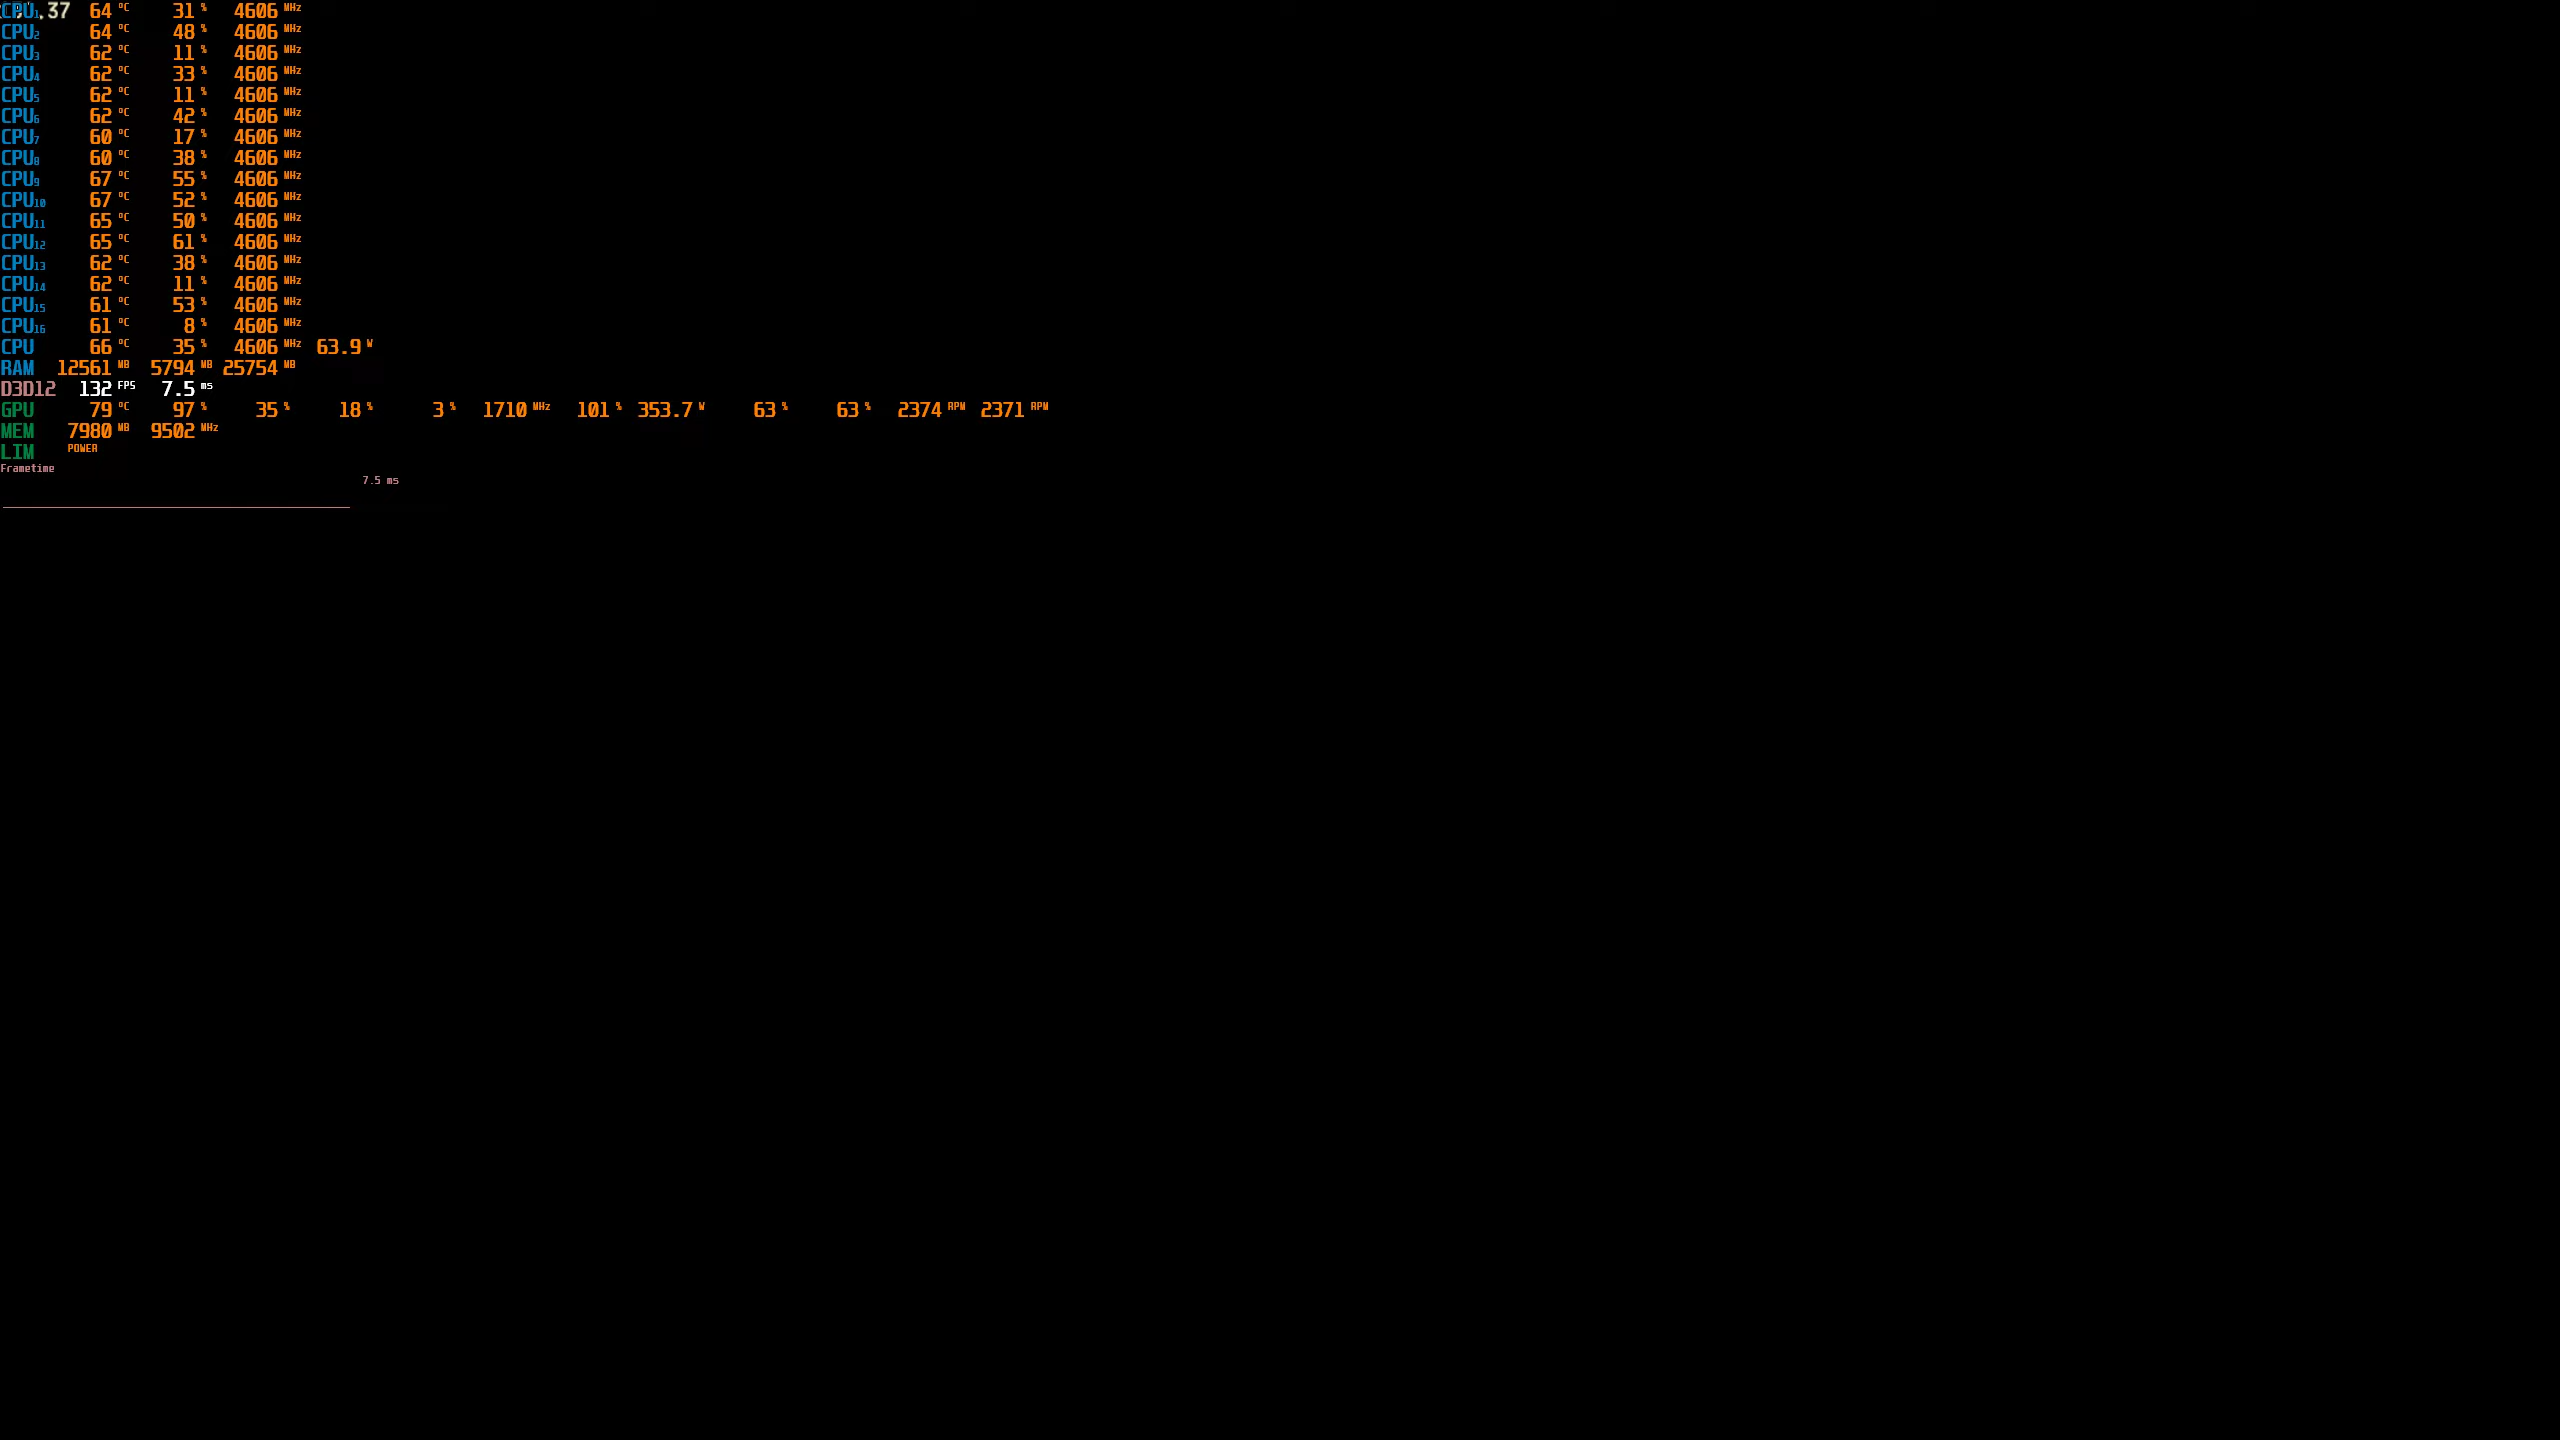 CPU1 64 °C 31 % 4606 MHz
CPU2 64 °C 48 % 4606 MHz
CPU3 62 °C 11 % 4606 MHz
CPU4 62 °C 33 % 4606 MHz
CPU5 62 °C 11 % 4606 MHz
CPU6 62 °C 42 % 4606 MHz
CPU7 60 °C 17 % 4606 MHz
CPU8 60 °C 38 % 4606 MHz
CPU9 67 °C 55 % 4606 MHz
CPU10 67 °C 52 % 4606 MHz
CPU11 65 °C 50 % 4606 MHz
CPU12 65 °C 61 % 4606 MHz
CPU13 62 °C 38 % 4606 MHz
CPU14 62 °C 11 % 4606 MHz
CPU15 61 °C 53 % 4606 MHz
CPU16 61 °C 8 % 4606 MHz
CPU 66 °C 35 % 4606 MHz 63.9 W
RAM 12561 MB 5794 MB 25754 MB
D3D12 132 FPS 7.5 ms
GPU 79 °C 97 % 35 % 18 % 3 % 1710 MHz 101 % 353.7 W 63 % 63 % 2374 RPM 2371 RPM
MEM 7980 MB 9502 MHz
LIM POWER
Frametime
7.5 ms